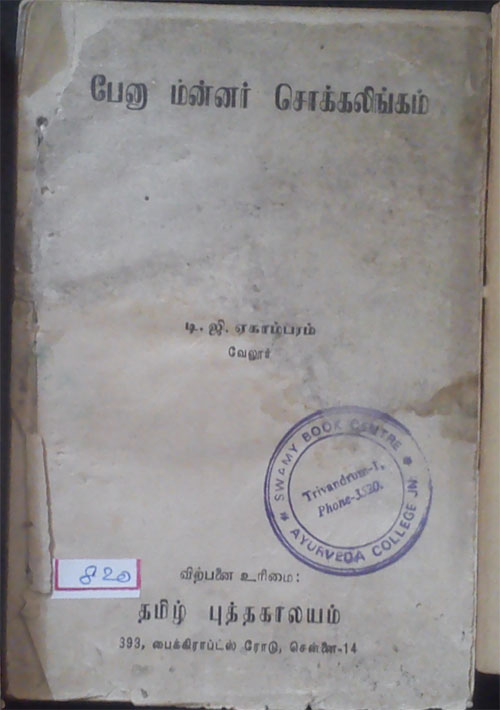 பேனா மன்னர் சொக்கலிங்கம்
டி. ஜி. ஏகாம்பரம்
வேலூர்
* SWAMY BOOK CENTRE *
AYURVEDA COLLEGE JN.
Trivandrum-1,
Phone-3530.
820
விற்பனை உரிமை:
தமிழ் புத்தகாலயம்
393, பைக்கிராப்ட்ஸ் ரோடு, சென்னை-14